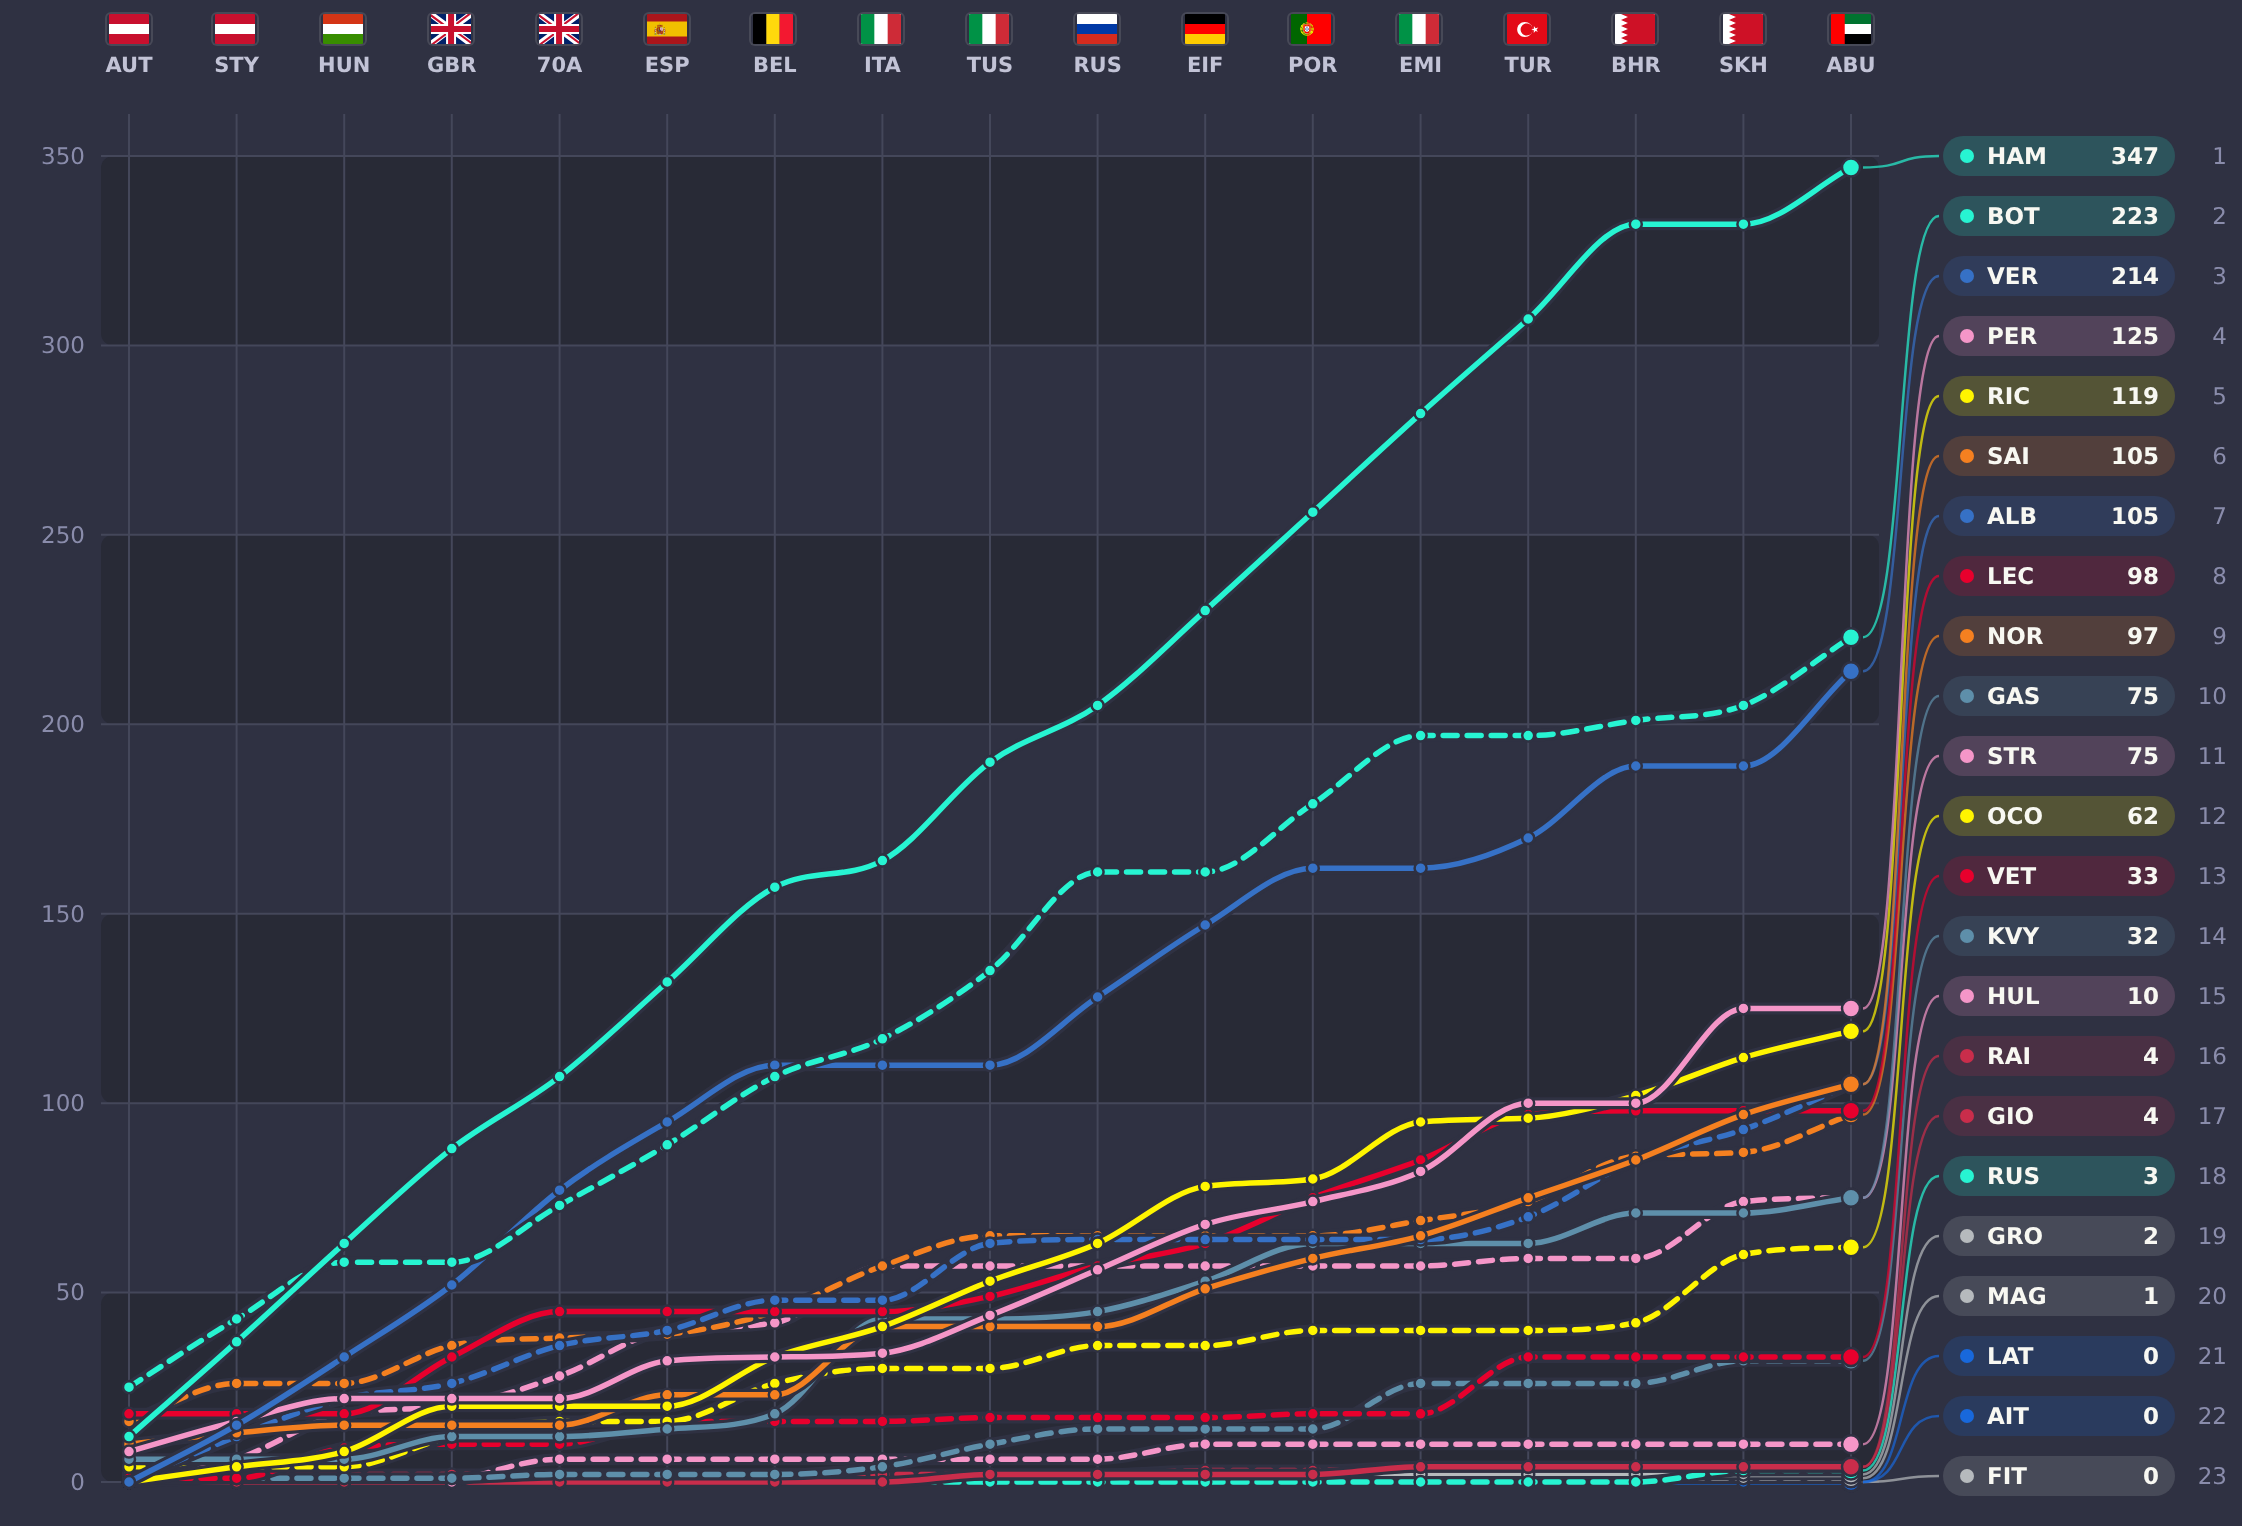 AUT STY HUN GBR 70A ESP BEL ITA TUS RUS EIF POR EMI TUR BHR SKH ABU
350
300
250
200
150
100
50
0
HAM 347 1
BOT 223 2
VER 214 3
PER 125 4
RIC 119 5
SAI 105 6
ALB 105 7
LEC 98 8
NOR 97 9
GAS 75 10
STR 75 11
OCO 62 12
VET 33 13
KVY 32 14
HUL 10 15
RAI 4 16
GIO 4 17
RUS 3 18
GRO 2 19
MAG 1 20
LAT 0 21
AIT 0 22
FIT 0 23